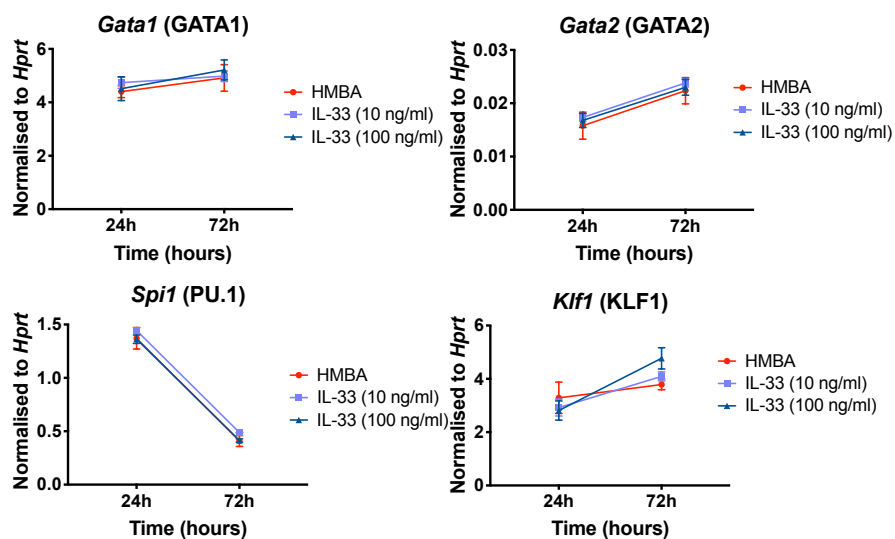 Gata1 (GATA1)
Normalised to Hprt
6
4
2
0
24h 72h
Time (hours)
HMBA
IL-33 (10 ng/ml)
IL-33 (100 ng/ml)
Gata2 (GATA2)
Normalised to Hprt
0.03
0.02
0.01
0.00
24h 72h
Time (hours)
HMBA
IL-33 (10 ng/ml)
IL-33 (100 ng/ml)
Spi1 (PU.1)
Normalised to Hprt
1.5
1.0
0.5
0.0
24h 72h
Time (hours)
HMBA
IL-33 (10 ng/ml)
IL-33 (100 ng/ml)
Klf1 (KLF1)
Normalised to Hprt
6
4
2
0
24h 72h
Time (hours)
HMBA
IL-33 (10 ng/ml)
IL-33 (100 ng/ml)